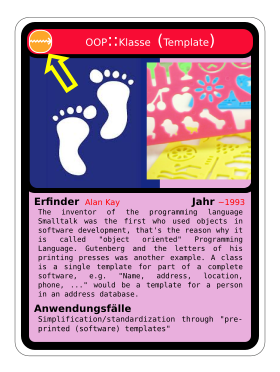 OOP::Klasse (Template)
Erfinder Alan Kay Jahr ~1993
The inventor of the programming language
Smalltalk was the first who used objects in
software development, that's the reason why it
is called "object oriented" Programming
Language. Gutenberg and the letters of his
printing presses was another example. A class
is a single template for part of a complete
software, e.g. "Name, address, location,
phone, ..." would be a template for a person
in an address database.
Anwendungsfälle
Simplification/standardization through "pre-
printed (software) templates"